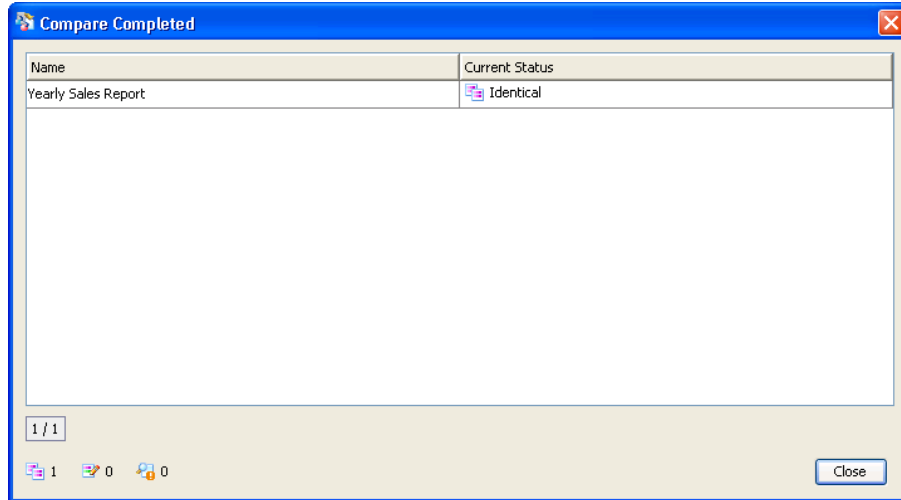 Compare Completed
Name Current Status
Yearly Sales Report Identical
1 / 1
1 0 0 Close